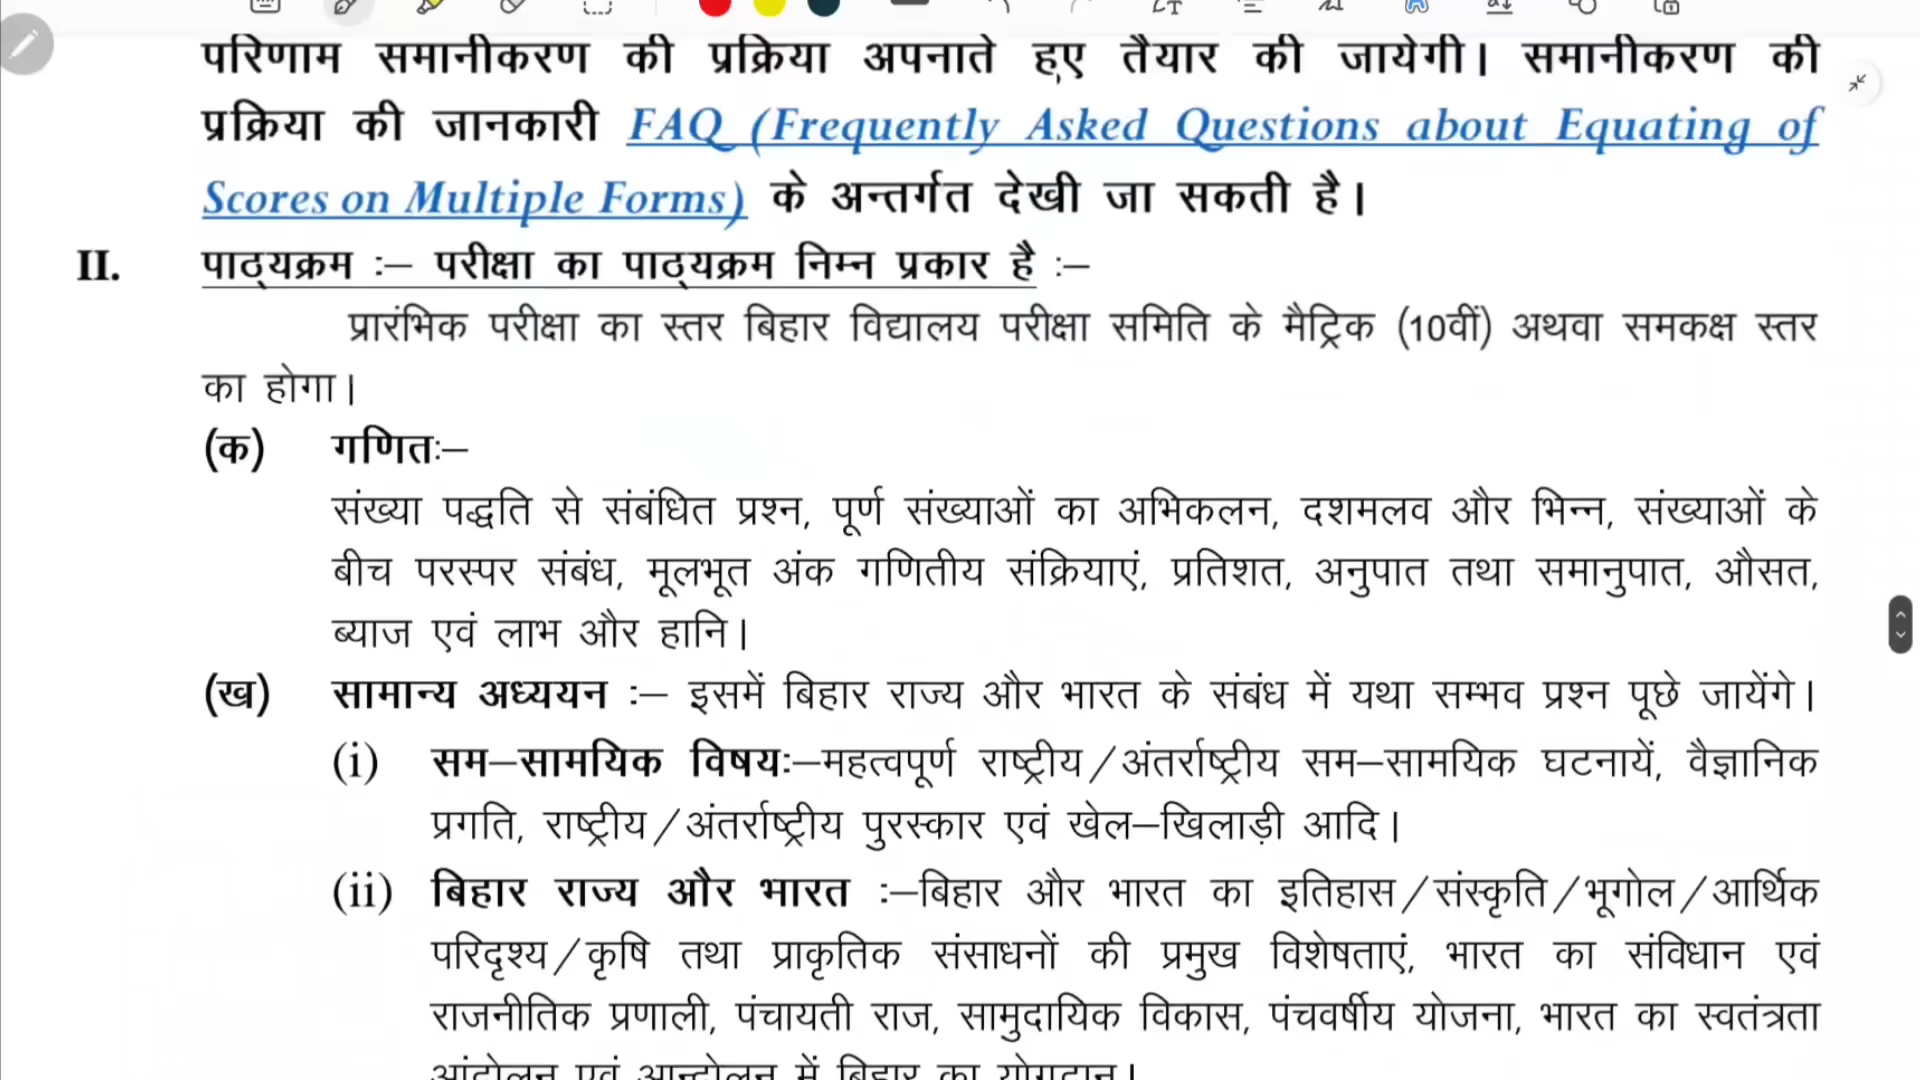 परिणाम समानीकरण की प्रक्रिया अपनाते हुए तैयार की जायेगी। समानीकरण की
प्रक्रिया की जानकारी FAQ (Frequently Asked Questions about Equating of
Scores on Multiple Forms) के अन्तर्गत देखी जा सकती है।
II. पाठ्यक्रम :– परीक्षा का पाठ्यक्रम निम्न प्रकार है :–
प्रारंभिक परीक्षा का स्तर बिहार विद्यालय परीक्षा समिति के मैट्रिक (10वीं) अथवा समकक्ष स्तर
का होगा।
(क) गणितः–
संख्या पद्धति से संबंधित प्रश्न, पूर्ण संख्याओं का अभिकलन, दशमलव और भिन्न, संख्याओं के
बीच परस्पर संबंध, मूलभूत अंक गणितीय संक्रियाएं, प्रतिशत, अनुपात तथा समानुपात, औसत,
ब्याज एवं लाभ और हानि।
(ख) सामान्य अध्ययन :– इसमें बिहार राज्य और भारत के संबंध में यथा सम्भव प्रश्न पूछे जायेंगे।
(i) सम–सामयिक विषयः–महत्वपूर्ण राष्ट्रीय/अंतर्राष्ट्रीय सम–सामयिक घटनायें, वैज्ञानिक
प्रगति, राष्ट्रीय/अंतर्राष्ट्रीय पुरस्कार एवं खेल–खिलाड़ी आदि।
(ii) बिहार राज्य और भारत :–बिहार और भारत का इतिहास/संस्कृति/भूगोल/आर्थिक
परिदृश्य/कृषि तथा प्राकृतिक संसाधनों की प्रमुख विशेषताएं, भारत का संविधान एवं
राजनीतिक प्रणाली, पंचायती राज, सामुदायिक विकास, पंचवर्षीय योजना, भारत का स्वतंत्रता
आंदोलन एवं आन्दोलन में बिहार का योगदान।